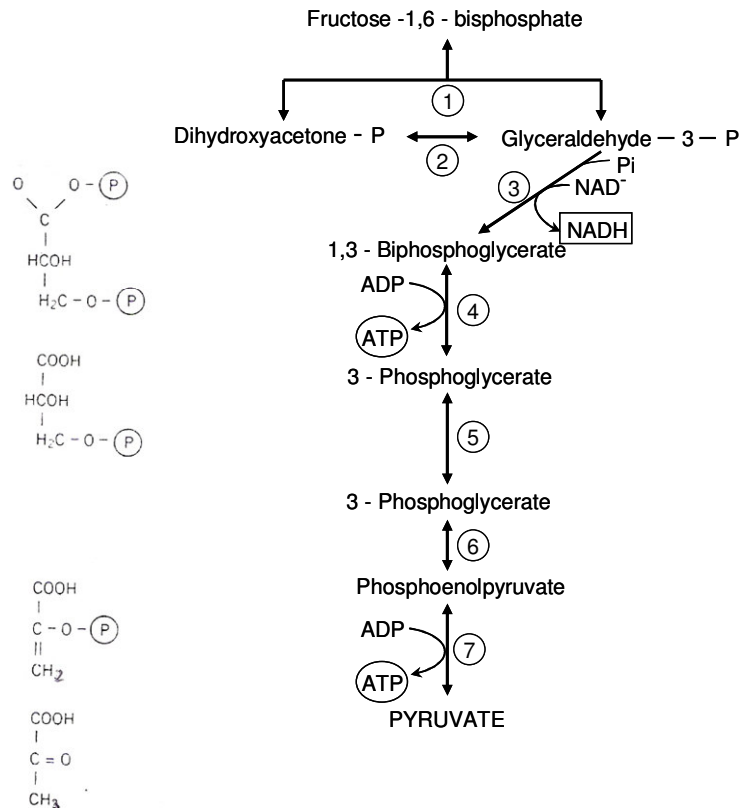 Fructose -1,6 - bisphosphate
1
Dihydroxyacetone - P
2
Glyceraldehyde — 3 — P
Pi
3
NAD-
NADH
1,3 - Biphosphoglycerate
ADP
4
ATP
3 - Phosphoglycerate
5
3 - Phosphoglycerate
6
Phosphoenolpyruvate
ADP
7
ATP
PYRUVATE
O O - P
C
HCOH
H₂C - O - P
COOH
HCOH
H₂C - O - P
COOH
C - O - P
CH₂
COOH
C = O
CH₃